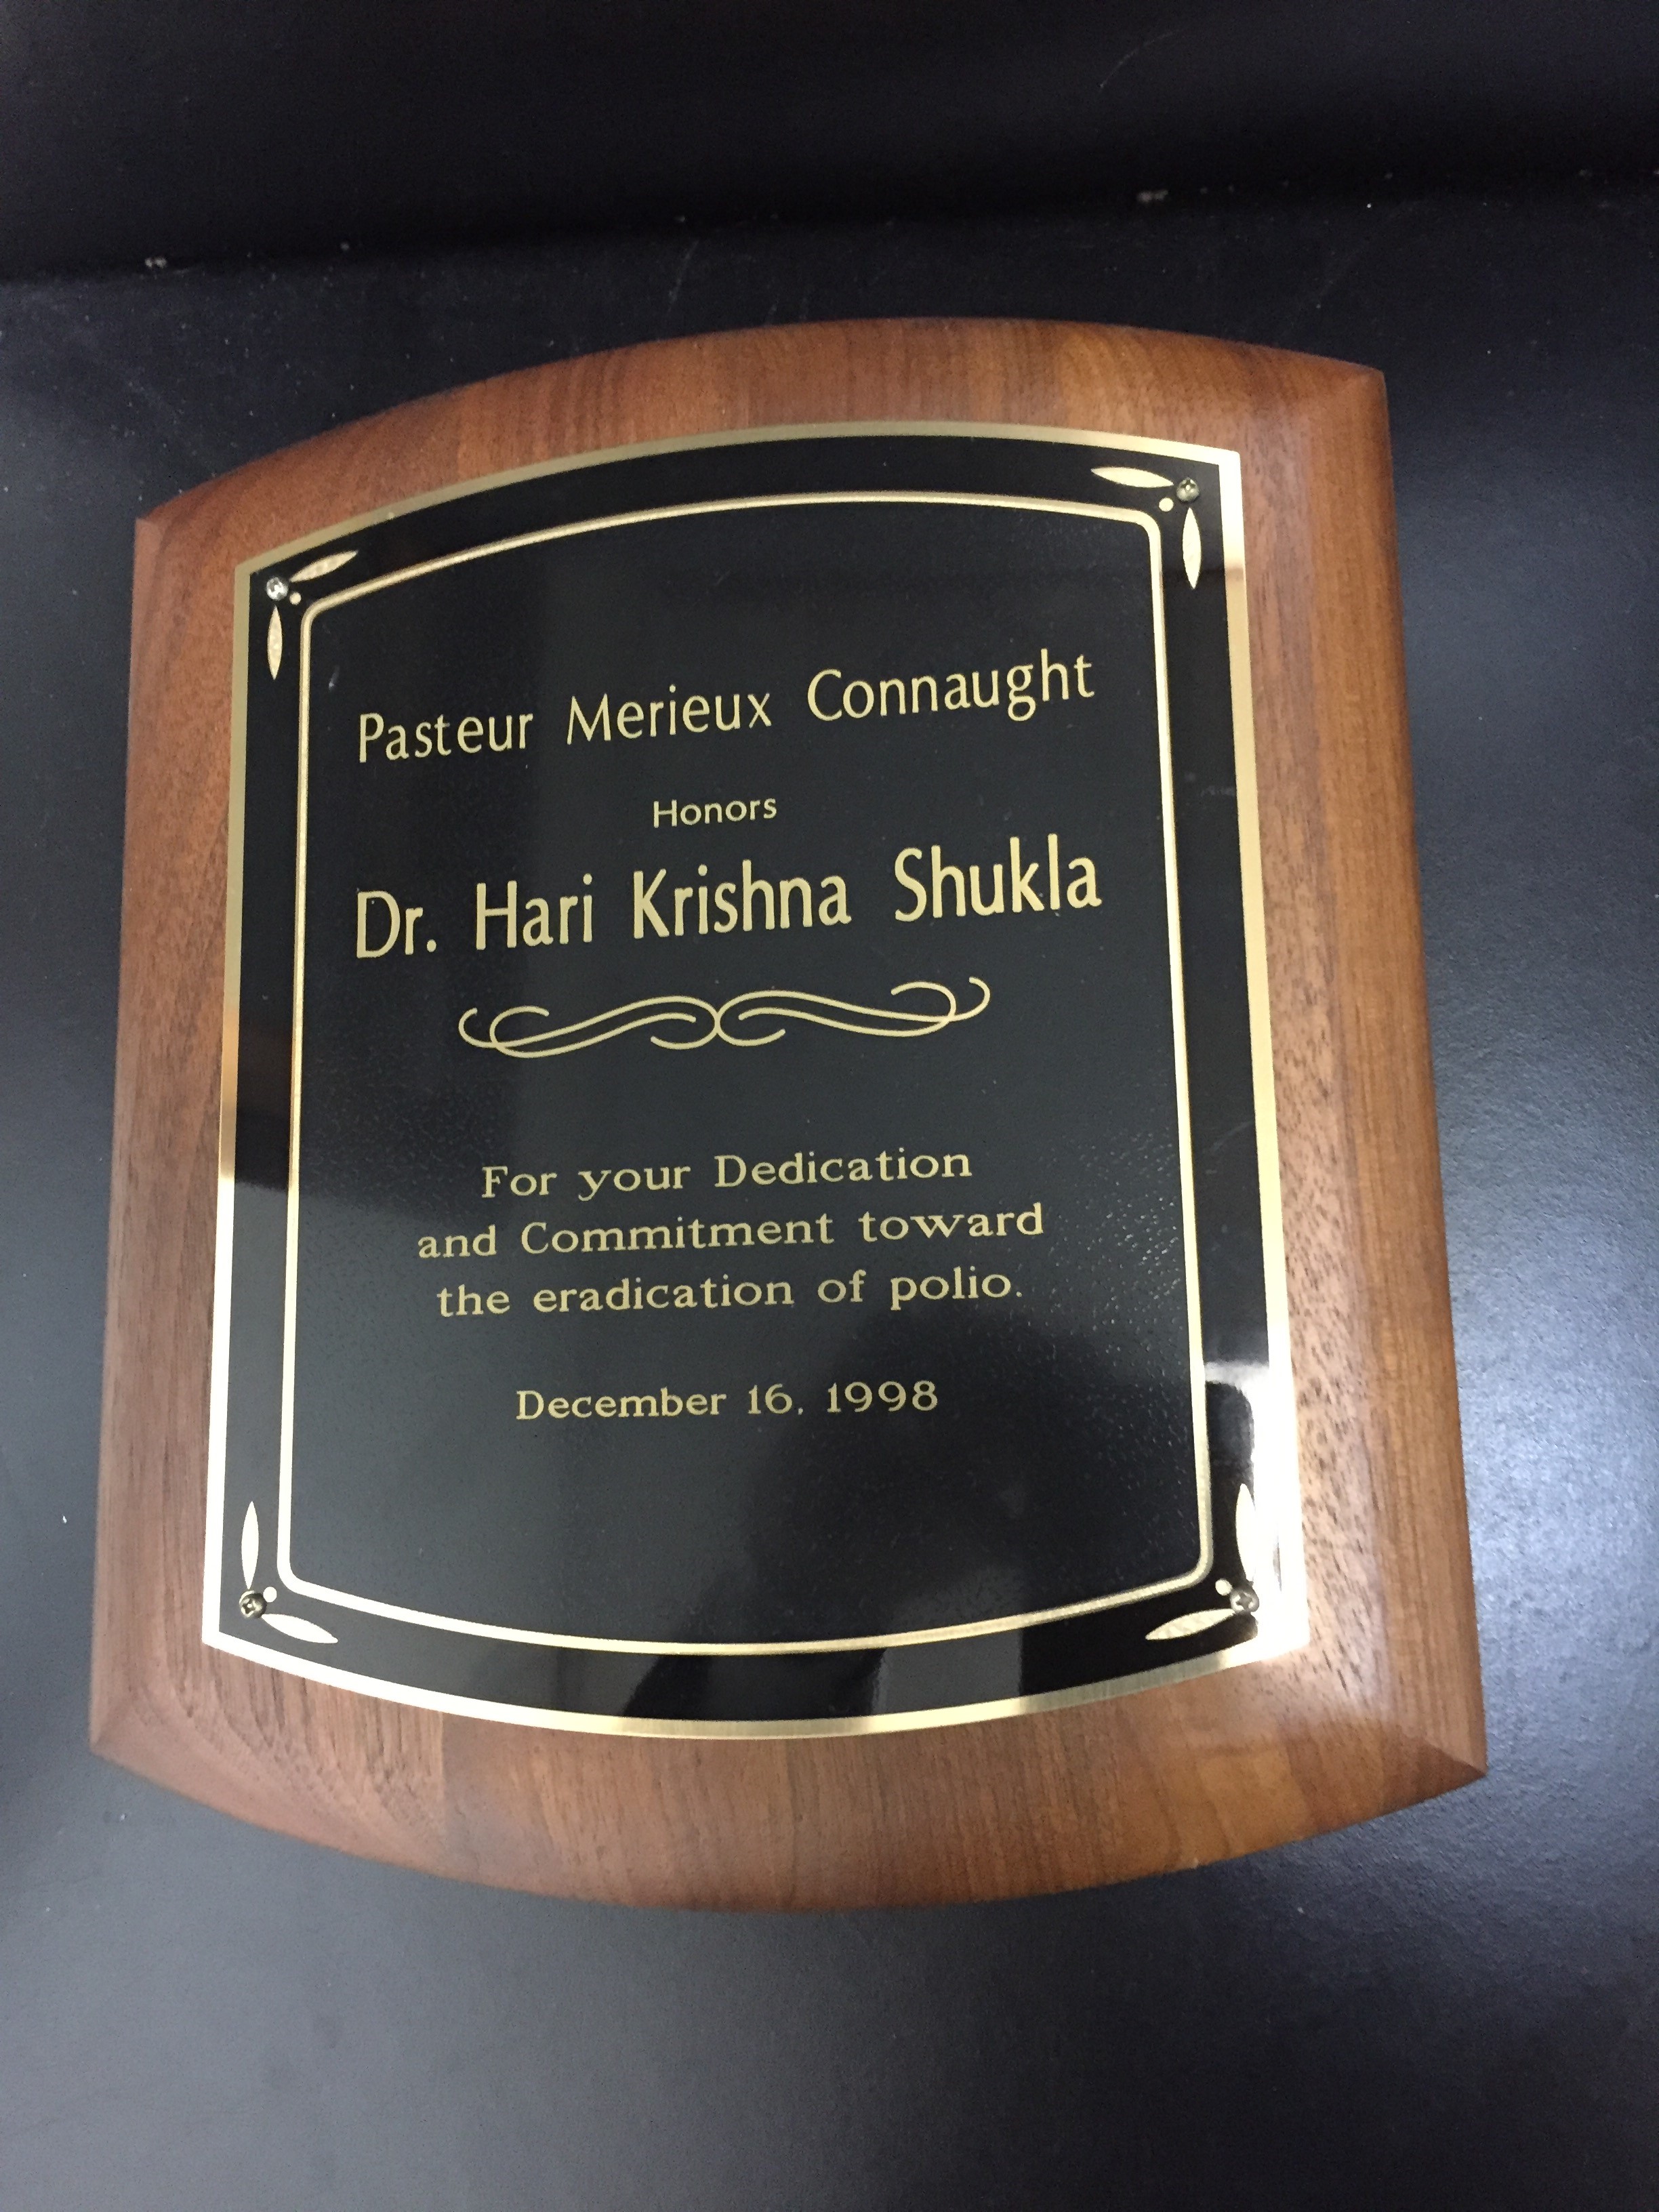 Pasteur Merieux Connaught
Honors
Dr. Hari Krishna Shukla
For your Dedication
and Commitment toward
the eradication of polio.
December 16, 1998